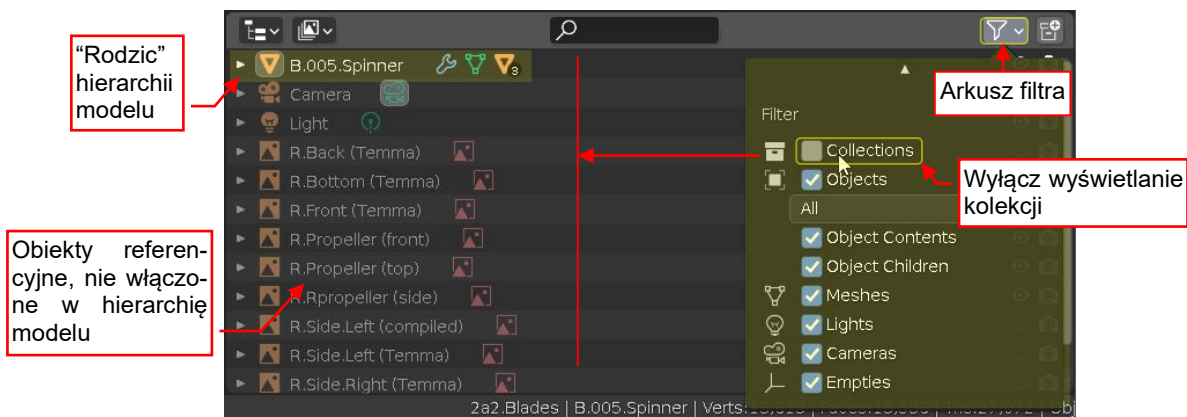 “Rodzic”
hierarchii
modelu
B.005.Spinner 3
Camera
Light
R.Back (Temma)
R.Bottom (Temma)
R.Front (Temma)
R.Propeller (front)
R.Propeller (top)
R.Rpropeller (side)
R.Side.Left (compiled)
R.Side.Left (Temma)
R.Side.Right (Temma)
Obiekty referen-
cyjne, nie włączo-
ne w hierarchię
modelu
Arkusz filtra
Filter
Collections
Objects
All
Object Contents
Object Children
Meshes
Lights
Cameras
Empties
Wyłącz wyświetlanie
kolekcji
2a2.Blades | B.005.Spinner | Verts: